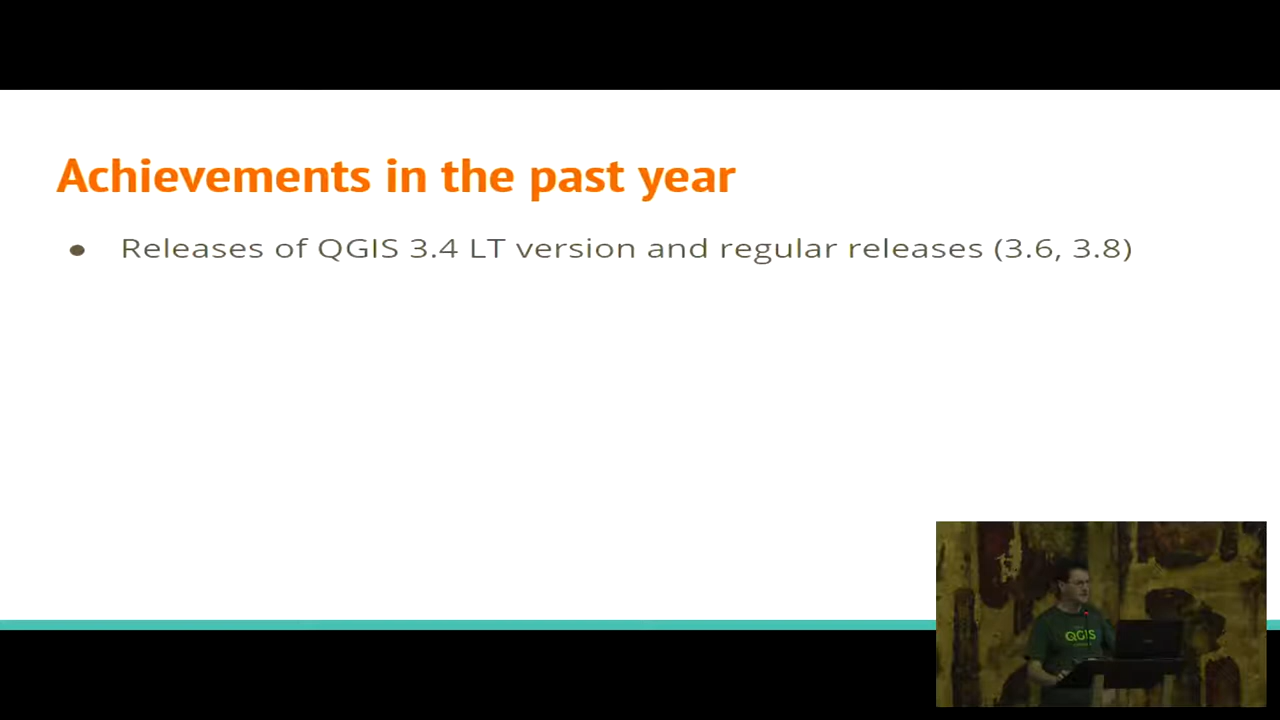 Achievements in the past year
● Releases of QGIS 3.4 LT version and regular releases (3.6, 3.8)
QGIS